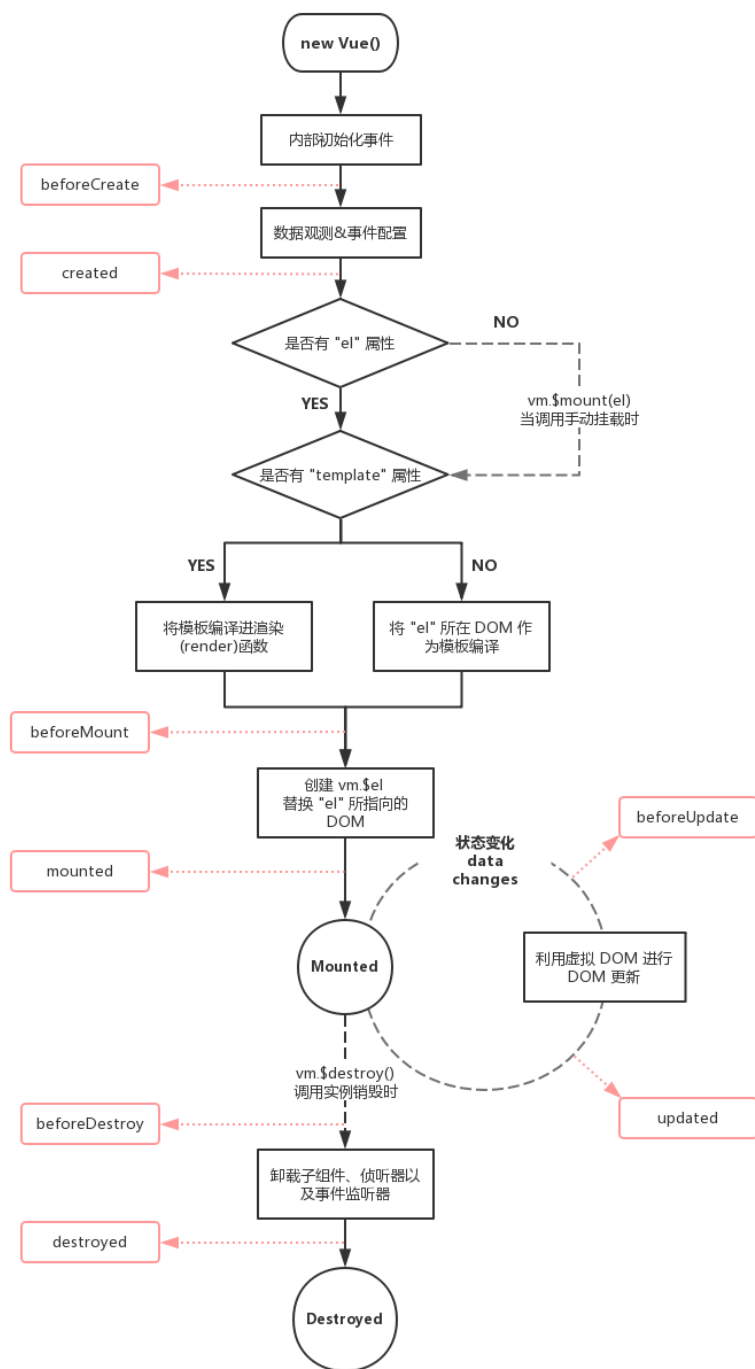 new Vue()
内部初始化事件
beforeCreate
数据观测&事件配置
created
是否有 "el" 属性
NO
YES
vm.$mount(el)
当调用手动挂载时
是否有 "template" 属性
YES
NO
将模板编译进渲染
(render)函数
将 "el" 所在 DOM 作
为模板编译
beforeMount
创建 vm.$el
替换 "el" 所指向的
DOM
beforeUpdate
状态变化
data
changes
mounted
Mounted
利用虚拟 DOM 进行
DOM 更新
vm.$destroy()
调用实例销毁时
beforeDestroy
updated
卸载子组件、侦听器以
及事件监听器
destroyed
Destroyed